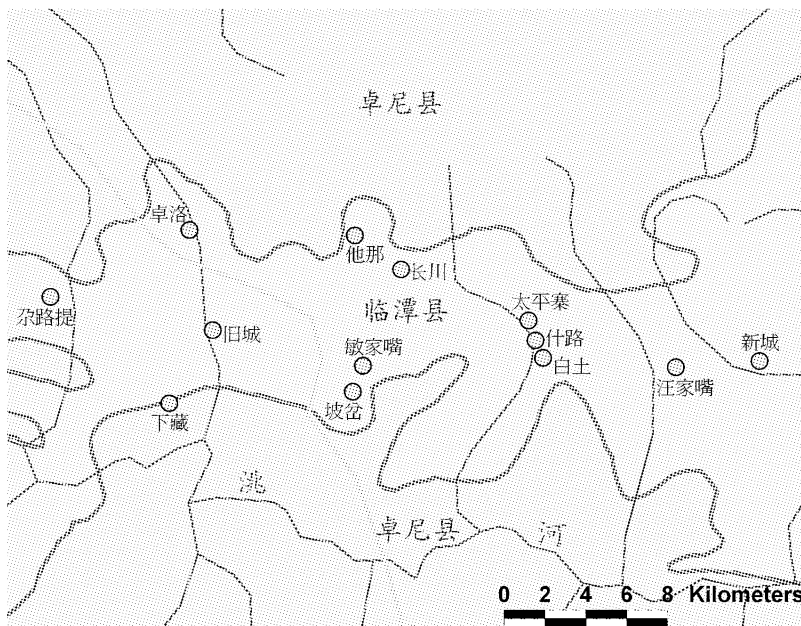 卓尼县
卓洛
他那
长川
尕路提
临潭县
太平寨
旧城
什路
敏家嘴
白土
新城
汪家嘴
坡岔
下藏
洮
卓尼县
河
0 2 4 6 8 Kilometers